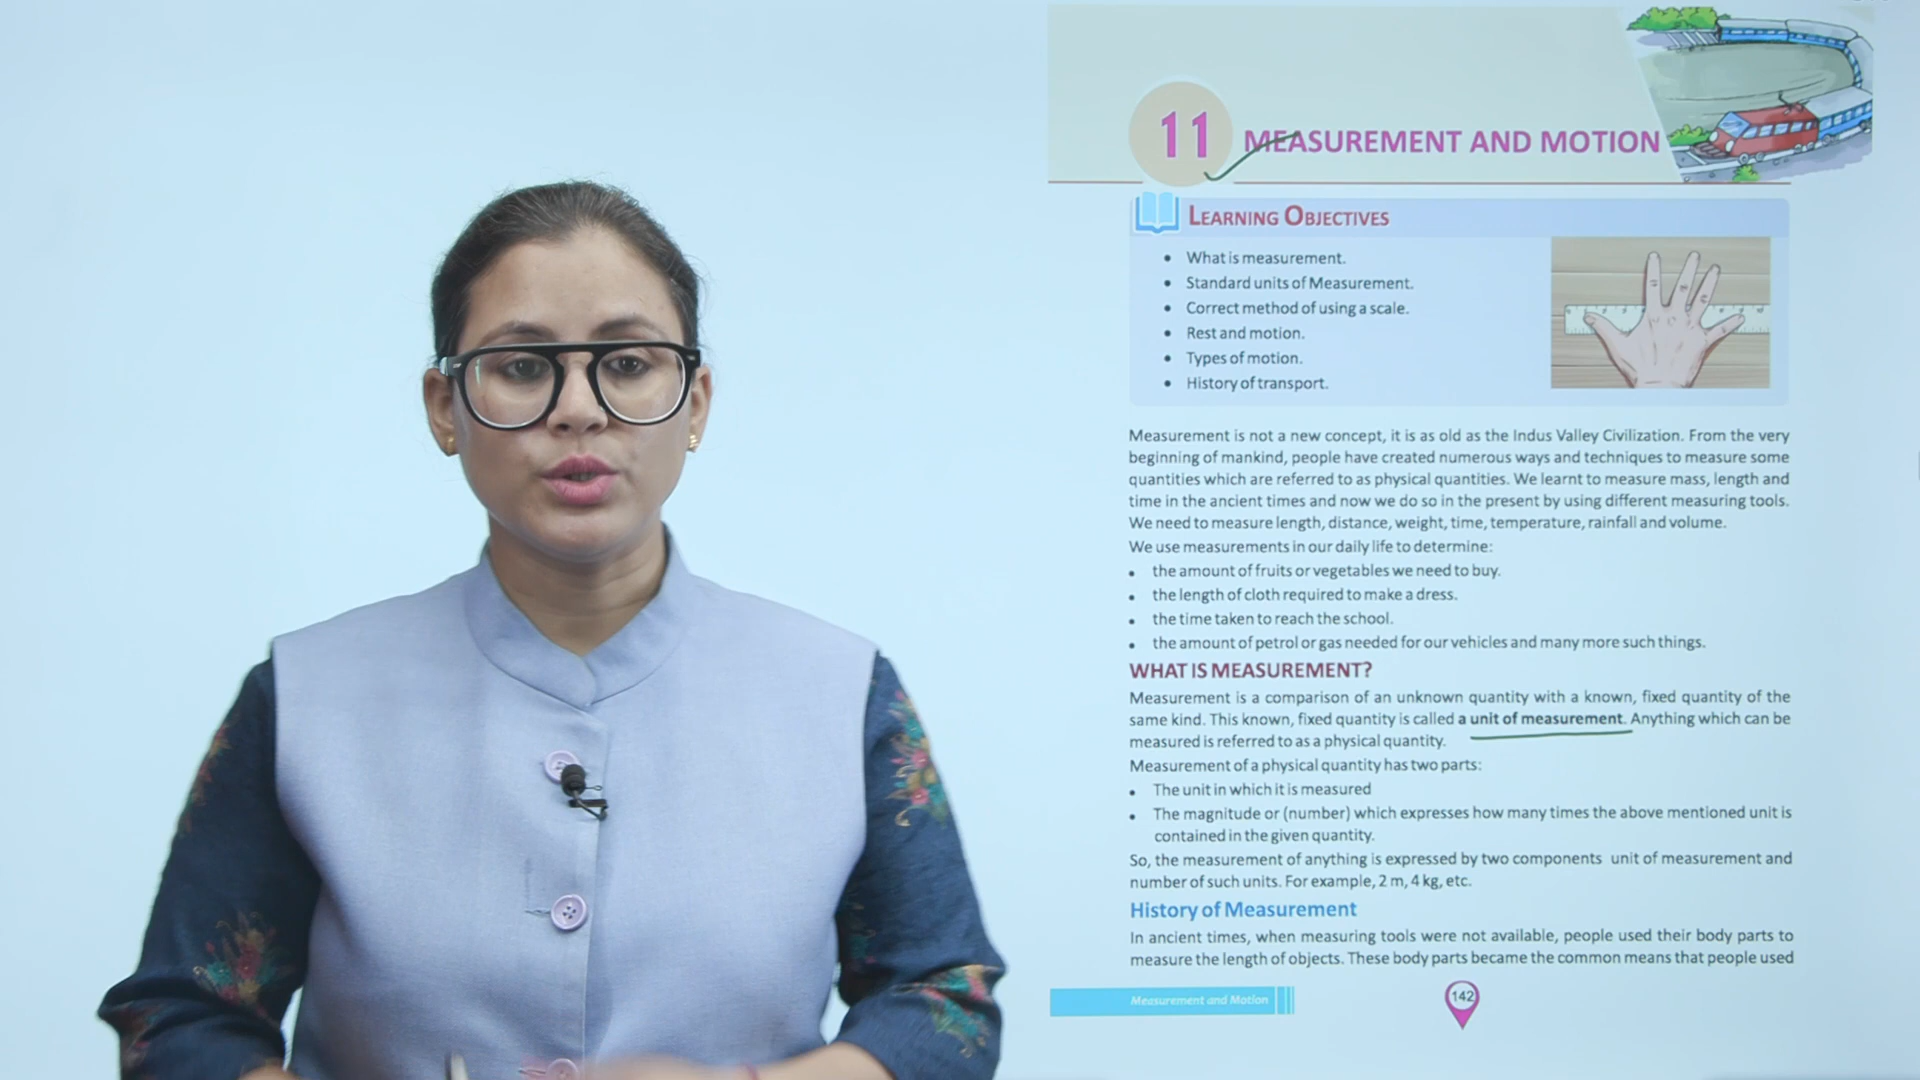 11 MEASUREMENT AND MOTION
LEARNING OBJECTIVES
• What is measurement.
• Standard units of Measurement.
• Correct method of using a scale.
• Rest and motion.
• Types of motion.
• History of transport.
Measurement is not a new concept, it is as old as the Indus Valley Civilization. From the very
beginning of mankind, people have created numerous ways and techniques to measure some
quantities which are referred to as physical quantities. We learnt to measure mass, length and
time in the ancient times and now we do so in the present by using different measuring tools.
We need to measure length, distance, weight, time, temperature, rainfall and volume.
We use measurements in our daily life to determine:
• the amount of fruits or vegetables we need to buy.
• the length of cloth required to make a dress.
• the time taken to reach the school.
• the amount of petrol or gas needed for our vehicles and many more such things.
WHAT IS MEASUREMENT?
Measurement is a comparison of an unknown quantity with a known, fixed quantity of the
same kind. This known, fixed quantity is called a unit of measurement. Anything which can be
measured is referred to as a physical quantity.
Measurement of a physical quantity has two parts:
• The unit in which it is measured
• The magnitude or (number) which expresses how many times the above mentioned unit is
contained in the given quantity.
So, the measurement of anything is expressed by two components unit of measurement and
number of such units. For example, 2 m, 4 kg, etc.
History of Measurement
In ancient times, when measuring tools were not available, people used their body parts to
measure the length of objects. These body parts became the common means that people used
Measurement and Motion
142